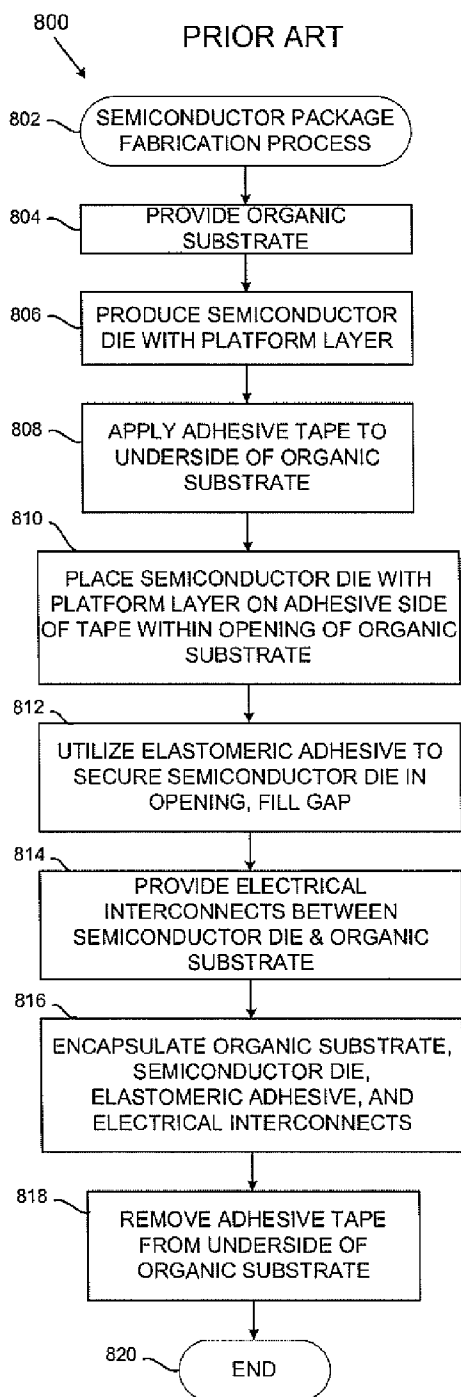 800
PRIOR ART
802
SEMICONDUCTOR PACKAGE
FABRICATION PROCESS
804
PROVIDE ORGANIC
SUBSTRATE
806
PRODUCE SEMICONDUCTOR
DIE WITH PLATFORM LAYER
808
APPLY ADHESIVE TAPE TO
UNDERSIDE OF ORGANIC
SUBSTRATE
810
PLACE SEMICONDUCTOR DIE WITH
PLATFORM LAYER ON ADHESIVE SIDE
OF TAPE WITHIN OPENING OF ORGANIC
SUBSTRATE
812
UTILIZE ELASTOMERIC ADHESIVE TO
SECURE SEMICONDUCTOR DIE IN
OPENING, FILL GAP
814
PROVIDE ELECTRICAL
INTERCONNECTS BETWEEN
SEMICONDUCTOR DIE & ORGANIC
SUBSTRATE
816
ENCAPSULATE ORGANIC SUBSTRATE,
SEMICONDUCTOR DIE,
ELASTOMERIC ADHESIVE, AND
ELECTRICAL INTERCONNECTS
818
REMOVE ADHESIVE TAPE
FROM UNDERSIDE OF
ORGANIC SUBSTRATE
820
END